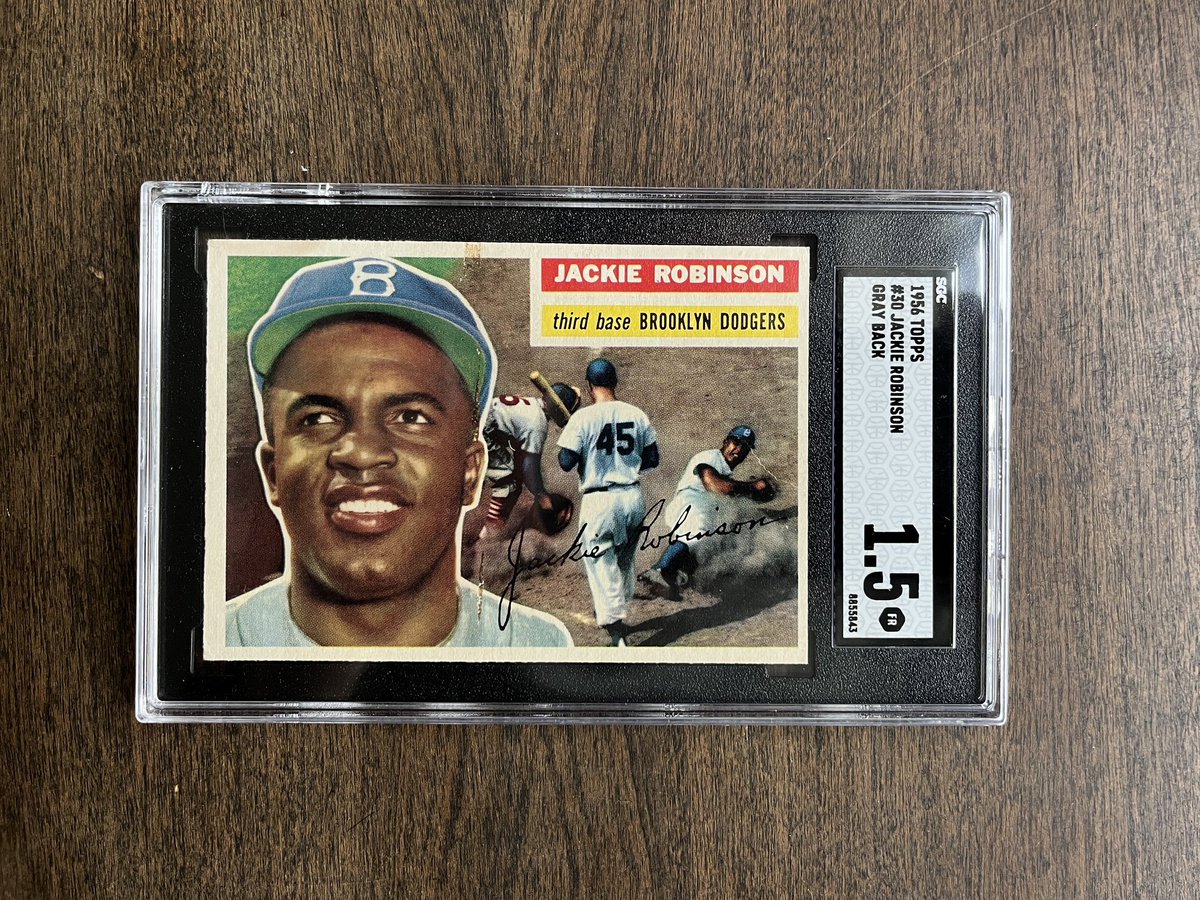 B
JACKIE ROBINSON
third base BROOKLYN DODGERS
45
Jackie Robinson
SGC
1956 TOPPS
#30 JACKIE ROBINSON
GRAY BACK
1.5
FR
8855843